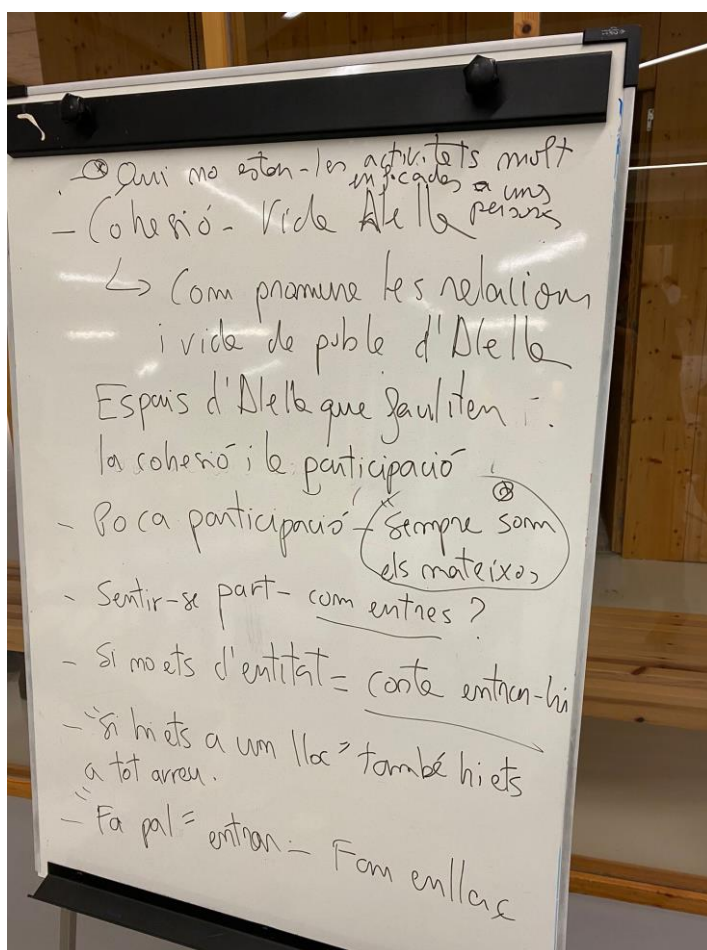 - ⊗ Qui no estan-les activitats molt
enficades a uns
persones
- Cohesió - Vida Alella
↳ Com promure les relacions
i vida de poble d'Alella
Espais d'Alella que faciliten
la cohesió i la participació
- Poca participació - "Sempre som
els mateixos
- Sentir-se part - com entres?
- Si no ets d'entitat = costa entrar-hi
- "Si hi ets a un lloc" també hi ets
a tot arreu.
- "Fa pal" = entrar - Fam enllaç